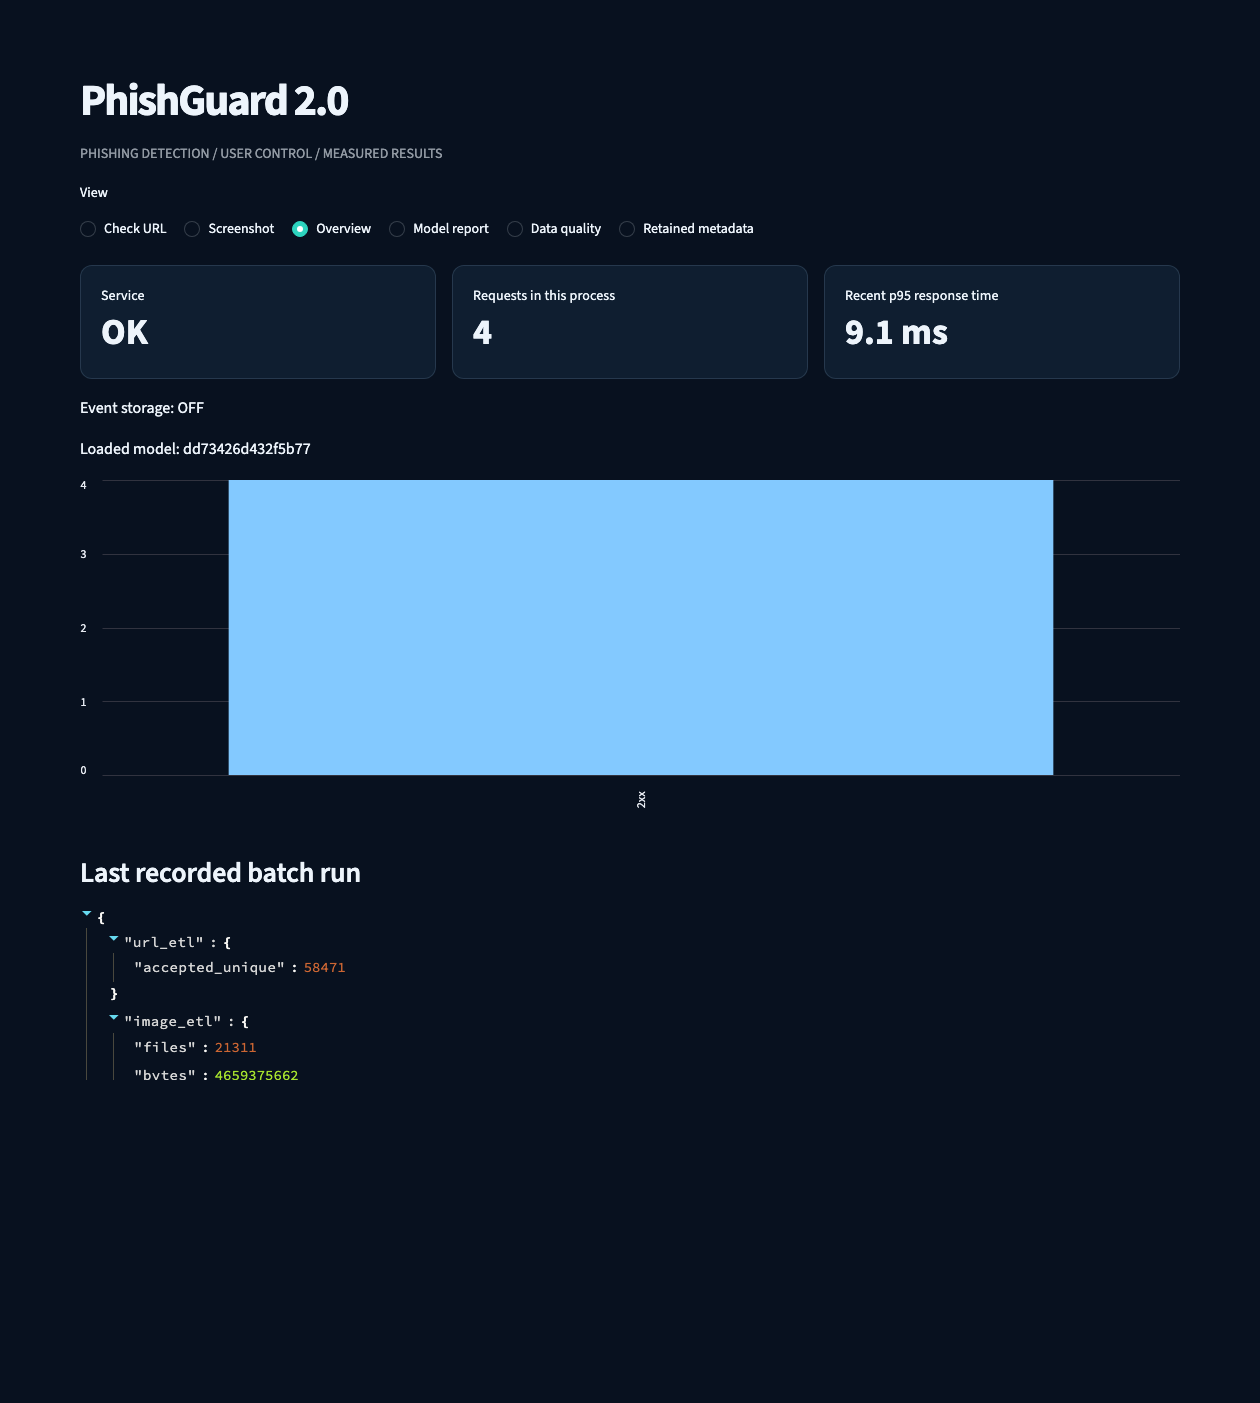 PhishGuard 2.0
PHISHING DETECTION / USER CONTROL / MEASURED RESULTS
View
Check URL Screenshot Overview Model report Data quality Retained metadata
Service
OK
Requests in this process
4
Recent p95 response time
9.1 ms
Event storage: OFF
Loaded model: dd73426d432f5b77
4
3
2
1
0
2xx
Last recorded batch run
{
"url_etl" : {
"accepted_unique" : 58471
}
"image_etl" : {
"files" : 21311
"bytes" : 4659375662